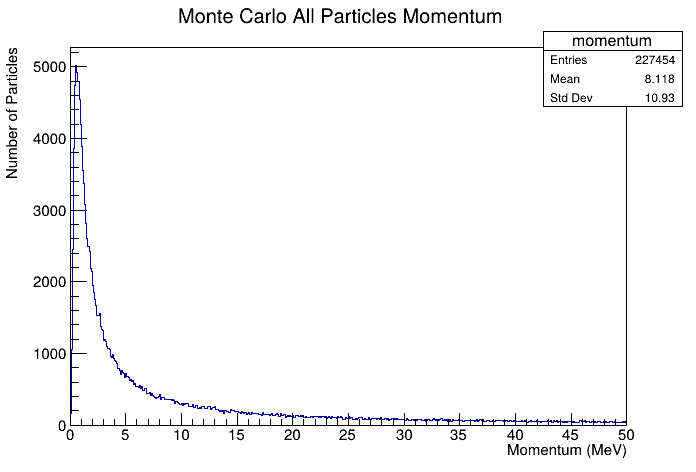 Monte Carlo All Particles Momentum
momentum
Entries 227454
Mean 8.118
Std Dev 10.93
Number of Particles
5000
4000
3000
2000
1000
0
0 5 10 15 20 25 30 35 40 45 50
Momentum (MeV)